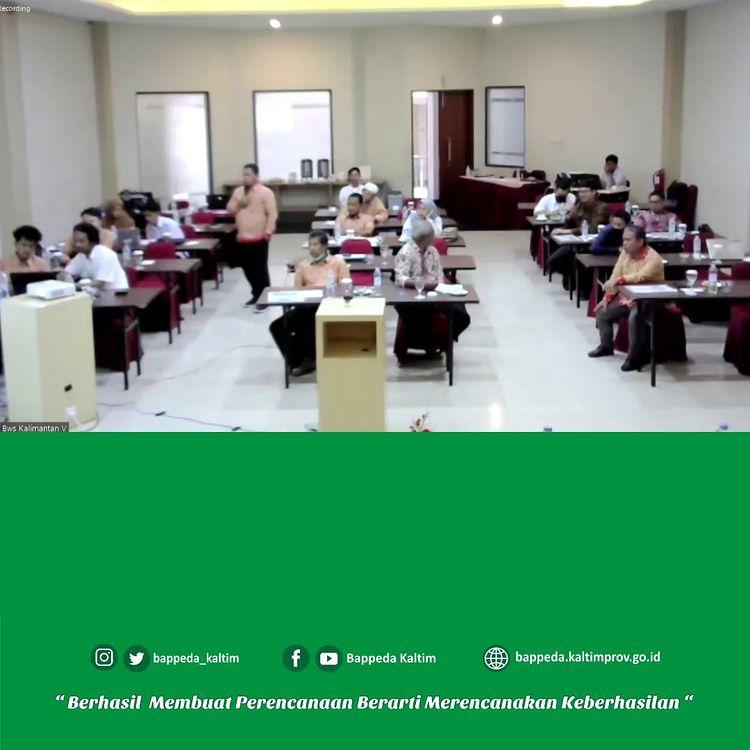 Recording
Bws Kalimantan V
bappeda_kaltim
Bappeda Kaltim
bappeda.kaltimprov.go.id
“ Berhasil Membuat Perencanaan Berarti Merencanakan Keberhasilan “